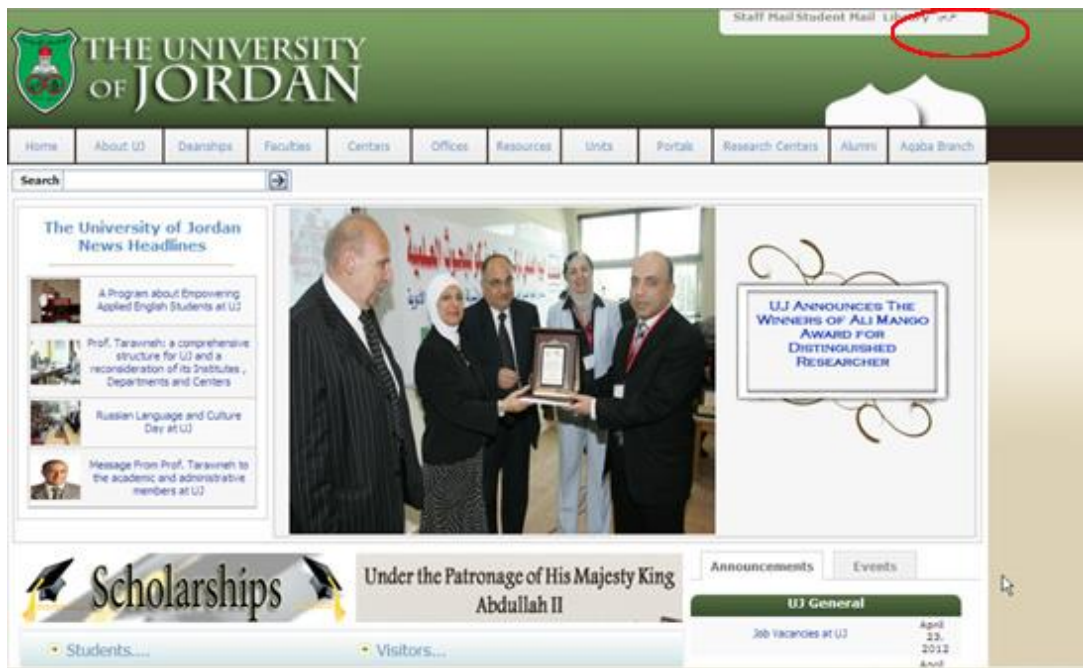 Staff Mail Student Mail Library عربي
THE UNIVERSITY
OF JORDAN
Home About UJ Deanships Faculties Centers Offices Resources Units Portals Research Centers Alumni Aqaba Branch
Search
The University of Jordan
News Headlines
A Program about Empowering
Applied English Students at UJ
Prof. Tarawneh: a comprehensive
structure for UJ and a
reconsideration of its Institutes ,
Departments and Centers
Russian Language and Culture
Day at UJ
Message From Prof. Tarawneh to
the academic and administrative
members at UJ
UJ ANNOUNCES THE
WINNERS OF ALI MANGO
AWARD FOR
DISTINGUISHED
RESEARCHER
Scholarships
Under the Patronage of His Majesty King
Abdullah II
Announcements Events
UJ General
Job Vacancies at UJ
April
23,
2012
April
Students....
Visitors...